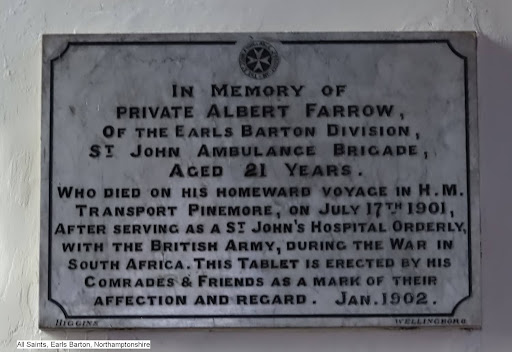 IN MEMORY OF
PRIVATE ALBERT FARROW,
OF THE EARLS BARTON DIVISION,
ST JOHN AMBULANCE BRIGADE,
AGED 21 YEARS.
WHO DIED ON HIS HOMEWARD VOYAGE IN H.M.
TRANSPORT PINEMORE, ON JULY 17TH 1901,
AFTER SERVING AS A ST JOHN'S HOSPITAL ORDERLY,
WITH THE BRITISH ARMY, DURING THE WAR IN
SOUTH AFRICA. THIS TABLET IS ERECTED BY HIS
COMRADES & FRIENDS AS A MARK OF THEIR
AFFECTION AND REGARD. JAN. 1902.
HIGGINS WELLINGBORO
All Saints, Earls Barton, Northamptonshire